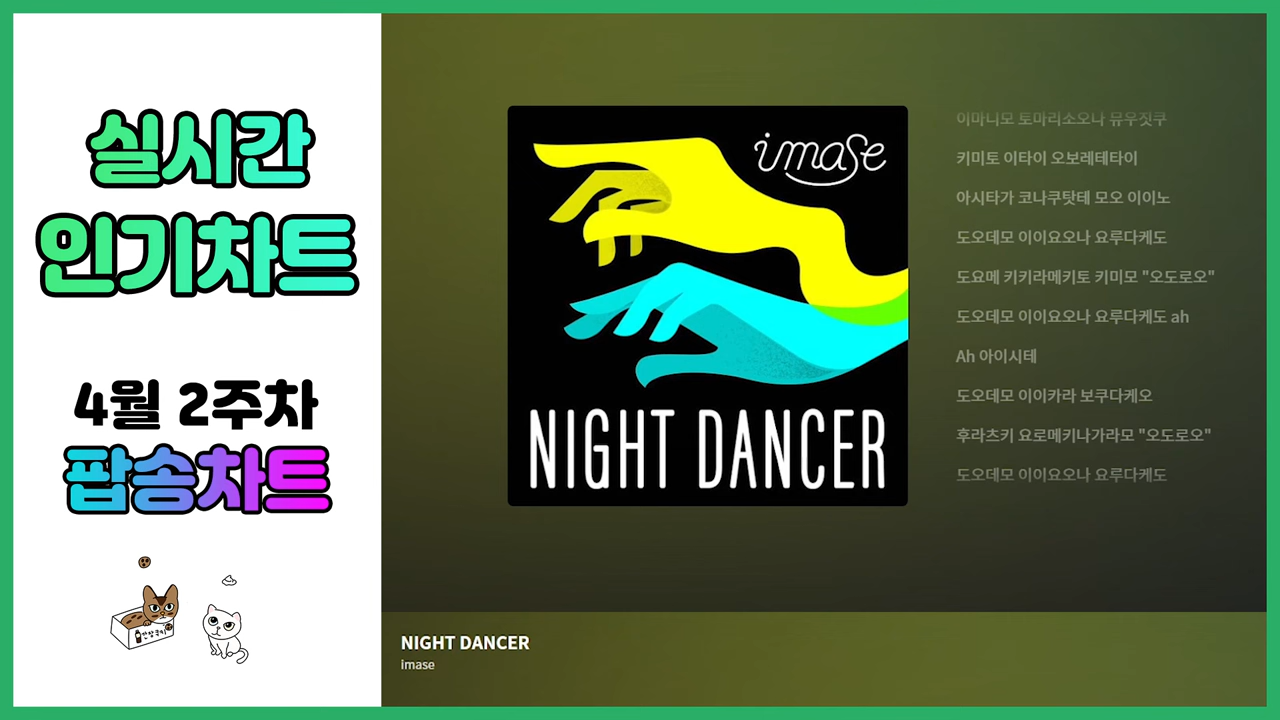 실시간
인기차트
4월 2주차
팝송차트
imase
NIGHT DANCER
이마니모 토마리소오나 뮤우짓쿠
키미토 이타이 오보레테타이
아시타가 코나쿠탓테 모오 이이노
도오데모 이이요오나 요루다케도
도요메 키키라메키토 키미모 "오도로오"
도오데모 이이요오나 요루다케도 ah
Ah 아이시테
도오데모 이이카라 보쿠다케오
후라츠키 요로메키나가라모 "오도로오"
도오데모 이이요오나 요루다케도
NIGHT DANCER
imase